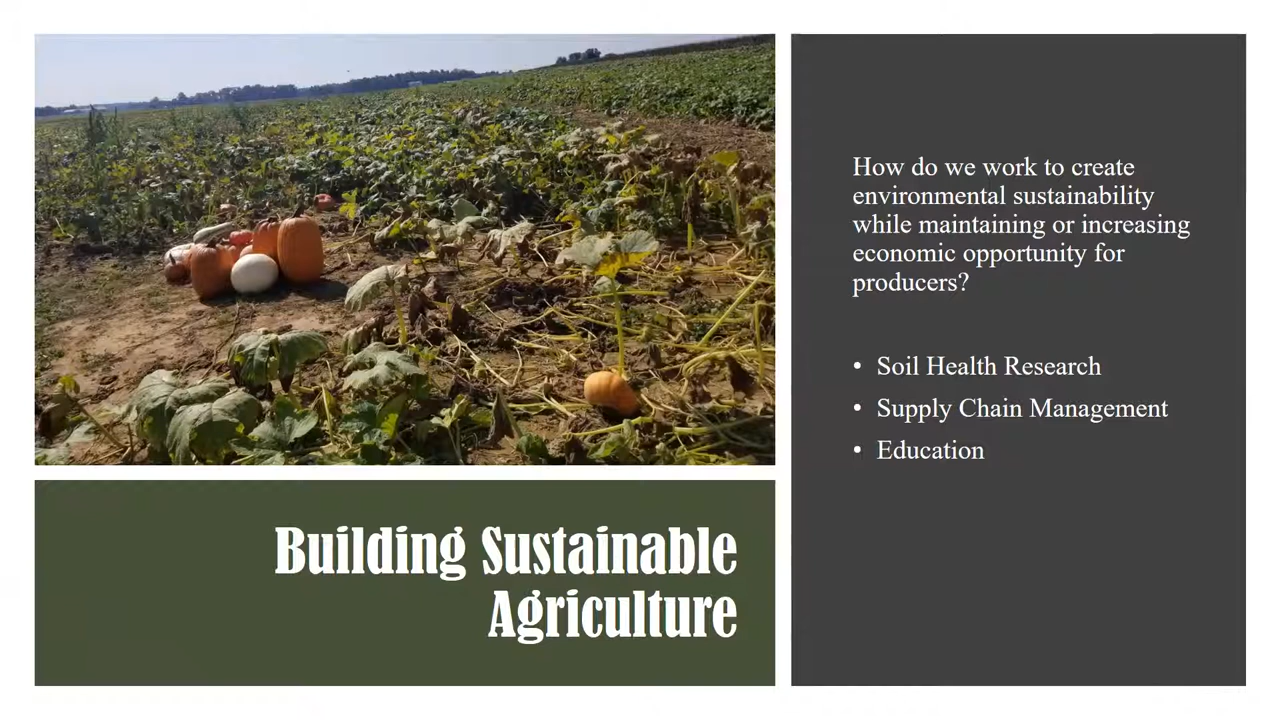 Building Sustainable
Agriculture
How do we work to create
environmental sustainability
while maintaining or increasing
economic opportunity for
producers?
• Soil Health Research
• Supply Chain Management
• Education